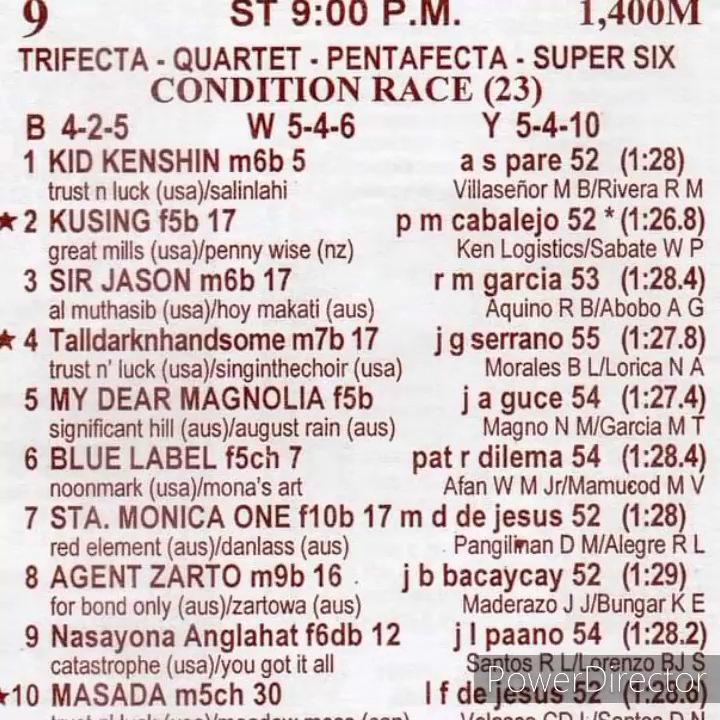 9 ST 9:00 P.M. 1,400M
TRIFECTA - QUARTET - PENTAFECTA - SUPER SIX
CONDITION RACE (23)
B 4-2-5 W 5-4-6 Y 5-4-10
1 KID KENSHIN m6b 5 a s pare 52 (1:28)
trust n luck (usa)/salinlahi Villaseñor M B/Rivera R M
★ 2 KUSING f5b 17 p m cabalejo 52 * (1:26.8)
great mills (usa)/penny wise (nz) Ken Logistics/Sabate W P
3 SIR JASON m6b 17 r m garcia 53 (1:28.4)
al muthasib (usa)/hoy makati (aus) Aquino R B/Abobo A G
★ 4 Talldarknhandsome m7b 17 j g serrano 55 (1:27.8)
trust n' luck (usa)/singinthechoir (usa) Morales B L/Lorica N A
5 MY DEAR MAGNOLIA f5b j a guce 54 (1:27.4)
significant hill (aus)/august rain (aus) Magno N M/Garcia M T
6 BLUE LABEL f5ch 7 pat r dilema 54 (1:28.4)
noonmark (usa)/mona's art Afan W M Jr/Mamucod M V
7 STA. MONICA ONE f10b 17 m d de jesus 52 (1:28)
red element (aus)/danlass (aus) Pangilinan D M/Alegre R L
8 AGENT ZARTO m9b 16 j b bacaycay 52 (1:29)
for bond only (aus)/zartowa (aus) Maderazo J J/Bungar K E
9 Nasayona Anglahat f6db 12 j l paano 54 (1:28.2)
catastrophe (usa)/you got it all Santos R L/Lorenzo BJ S
★10 MASADA m5ch 30 l f de jesus 52 (1:28.6)
PowerDirector